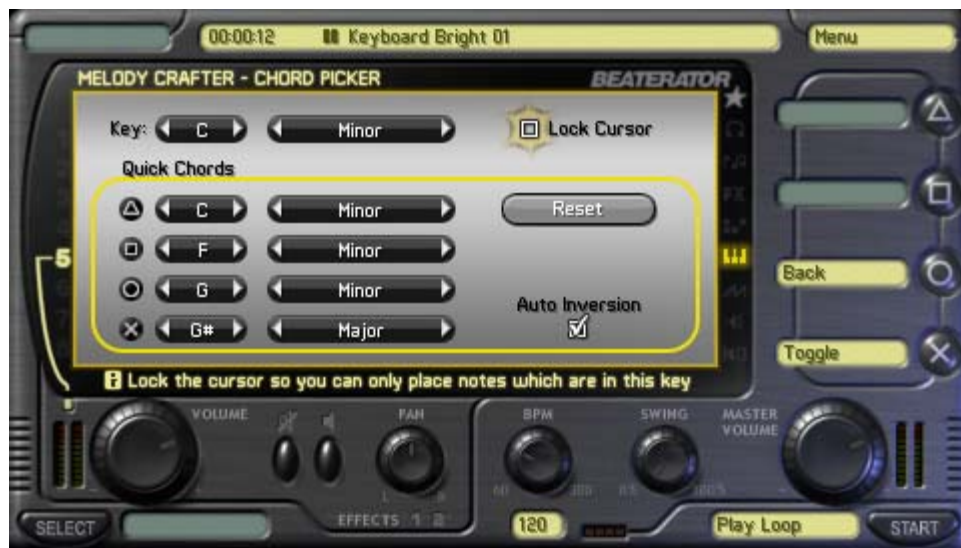 00:00:12 Keyboard Bright 01
Menu
MELODY CRAFTER - CHORD PICKER
BEATERATOR
Key: C Minor
Lock Cursor
Quick Chords
C Minor
Reset
F Minor
G Minor
Auto Inversion
G# Major
5
Back
Toggle
Lock the cursor so you can only place notes which are in this key
VOLUME
PAN
BPM
SWING
MASTER
VOLUME
L R
EFFECTS 1 2
SELECT
120
Play Loop
START